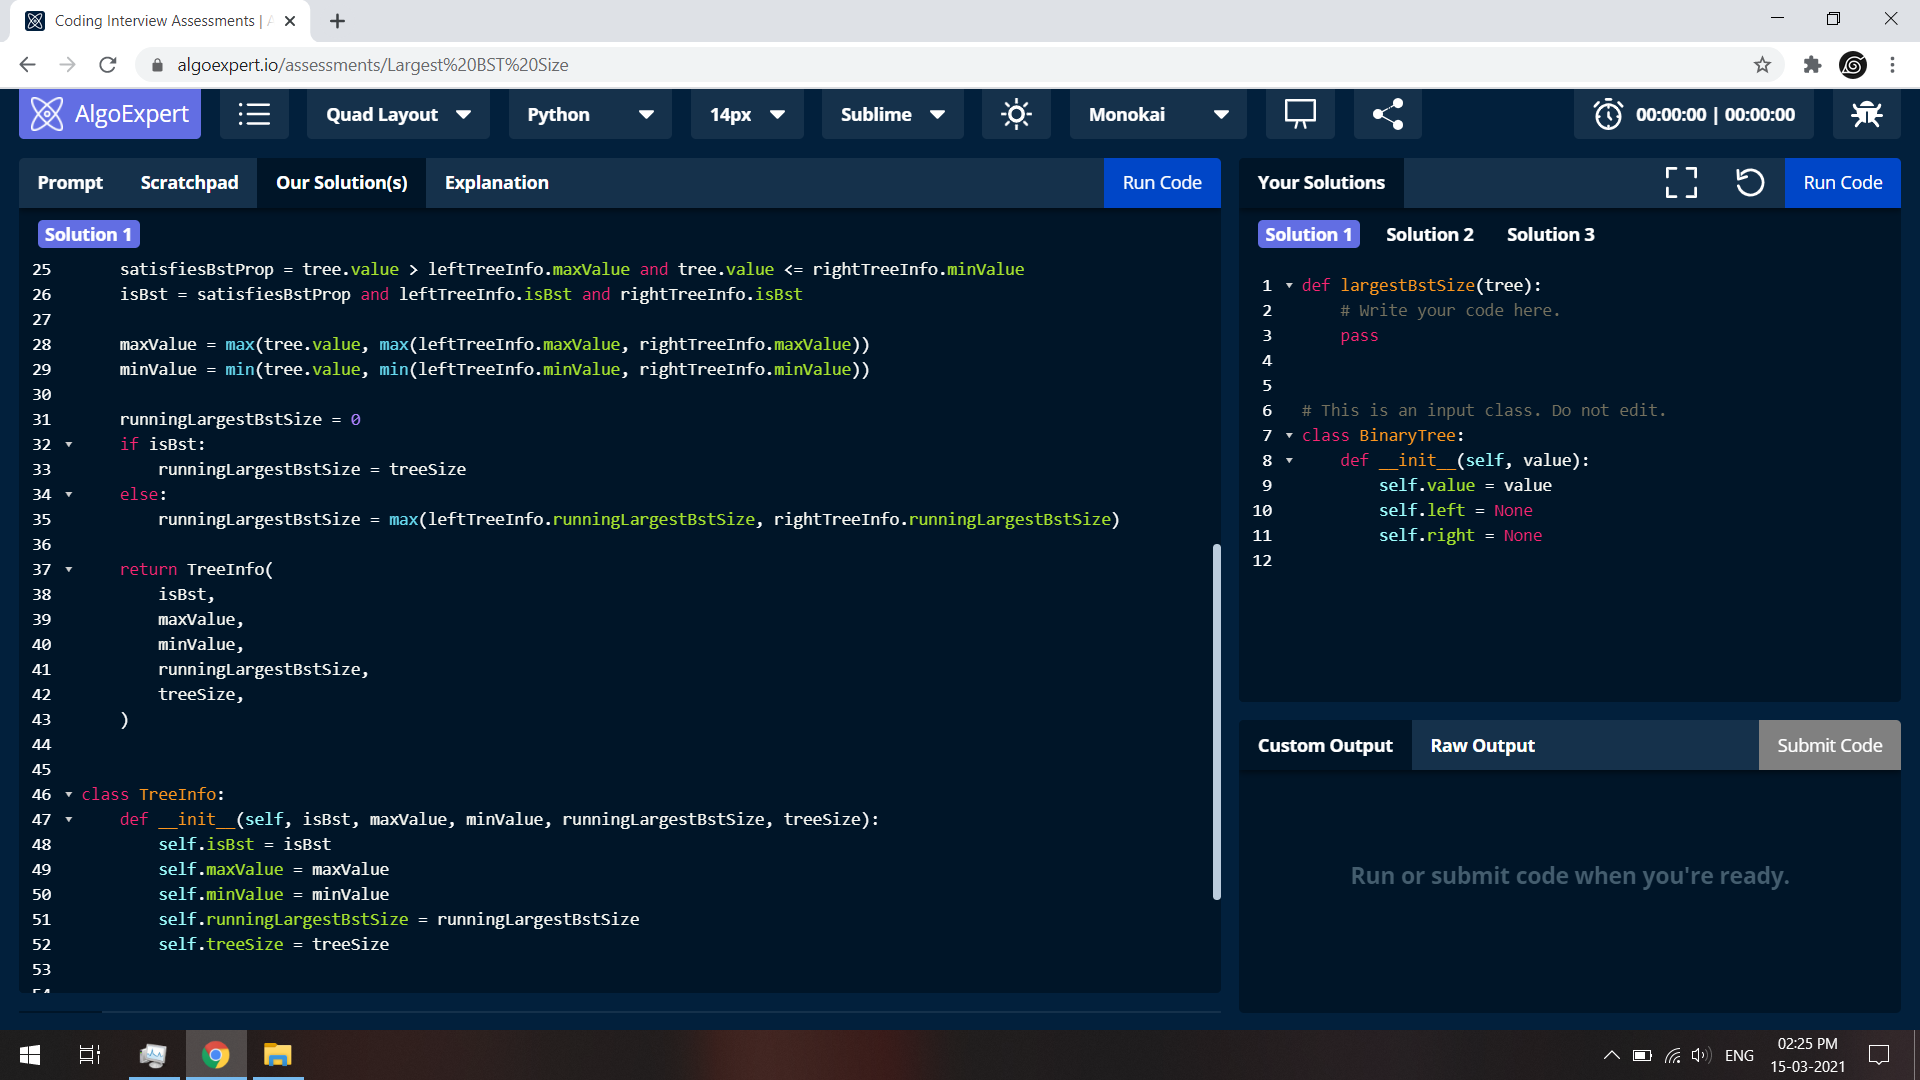 Coding Interview Assessments | A
algoexpert.io/assessments/Largest%20BST%20Size
AlgoExpert
Quad Layout
Python
14px
Sublime
Monokai
00:00:00 | 00:00:00
Prompt
Scratchpad
Our Solution(s)
Explanation
Run Code
Solution 1
25 satisfiesBstProp = tree.value > leftTreeInfo.maxValue and tree.value <= rightTreeInfo.minValue
26 isBst = satisfiesBstProp and leftTreeInfo.isBst and rightTreeInfo.isBst
27
28 maxValue = max(tree.value, max(leftTreeInfo.maxValue, rightTreeInfo.maxValue))
29 minValue = min(tree.value, min(leftTreeInfo.minValue, rightTreeInfo.minValue))
30
31 runningLargestBstSize = 0
32 if isBst:
33 runningLargestBstSize = treeSize
34 else:
35 runningLargestBstSize = max(leftTreeInfo.runningLargestBstSize, rightTreeInfo.runningLargestBstSize)
36
37 return TreeInfo(
38 isBst,
39 maxValue,
40 minValue,
41 runningLargestBstSize,
42 treeSize,
43 )
44
45
46 class TreeInfo:
47 def __init__(self, isBst, maxValue, minValue, runningLargestBstSize, treeSize):
48 self.isBst = isBst
49 self.maxValue = maxValue
50 self.minValue = minValue
51 self.runningLargestBstSize = runningLargestBstSize
52 self.treeSize = treeSize
53
54
Your Solutions
Run Code
Solution 1
Solution 2
Solution 3
1 def largestBstSize(tree):
2 # Write your code here.
3 pass
4
5
6 # This is an input class. Do not edit.
7 class BinaryTree:
8 def __init__(self, value):
9 self.value = value
10 self.left = None
11 self.right = None
12
Custom Output
Raw Output
Submit Code
Run or submit code when you're ready.
ENG
02:25 PM
15-03-2021